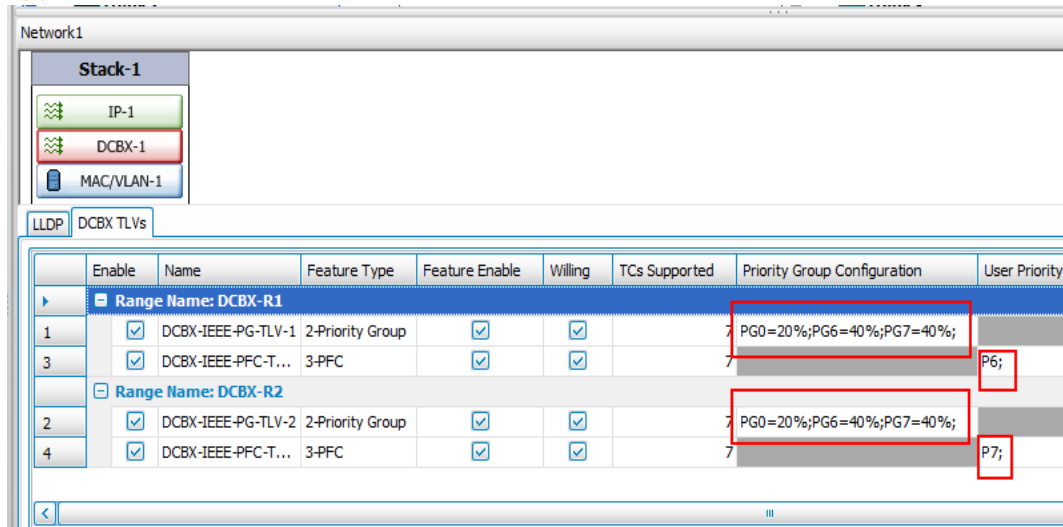 Network1
Stack-1
IP-1
DCBX-1
MAC/VLAN-1
LLDP DCBX TLVs
Enable Name Feature Type Feature Enable Willing TCs Supported Priority Group Configuration User Priority
Range Name: DCBX-R1
1 DCBX-IEEE-PG-TLV-1 2-Priority Group 7 PG0=20%;PG6=40%;PG7=40%;
3 DCBX-IEEE-PFC-T... 3-PFC 7 P6;
Range Name: DCBX-R2
2 DCBX-IEEE-PG-TLV-2 2-Priority Group 7 PG0=20%;PG6=40%;PG7=40%;
4 DCBX-IEEE-PFC-T... 3-PFC 7 P7;